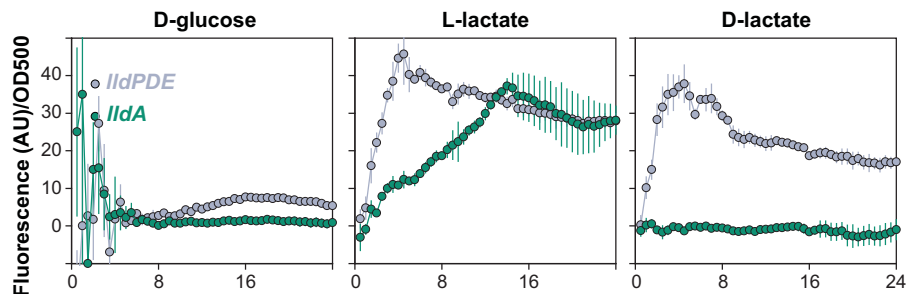 D-glucose
L-lactate
D-lactate
Fluorescence (AU)/OD500
40
30
20
10
0
lldPDE
lldA
0
8
16
0
8
16
0
8
16
24